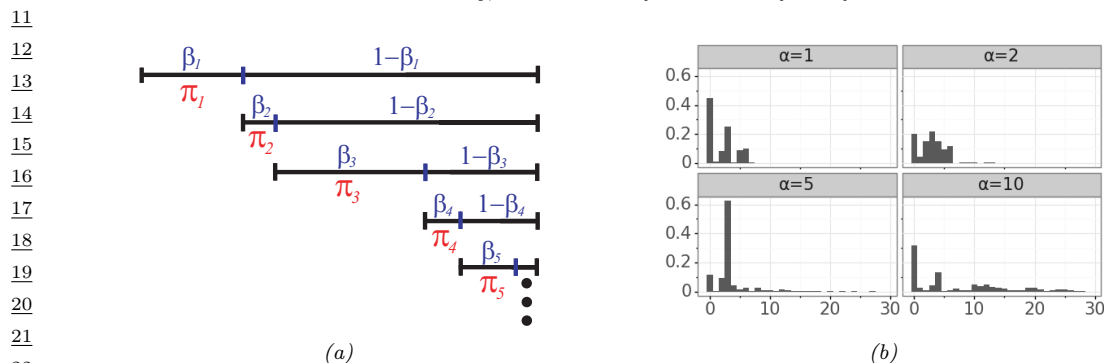 11
12
13
14
15
16
17
18
19
20
21
β₁ 1−β₁
π₁
β₂ 1−β₂
π₂
β₃ 1−β₃
π₃
β₄ 1−β₄
π₄
β₅
π₅
(a)
α=1 α=2
0.6
0.4
0.2
0
α=5 α=10
0.6
0.4
0.2
0
0 10 20 30 0 10 20 30
(b)